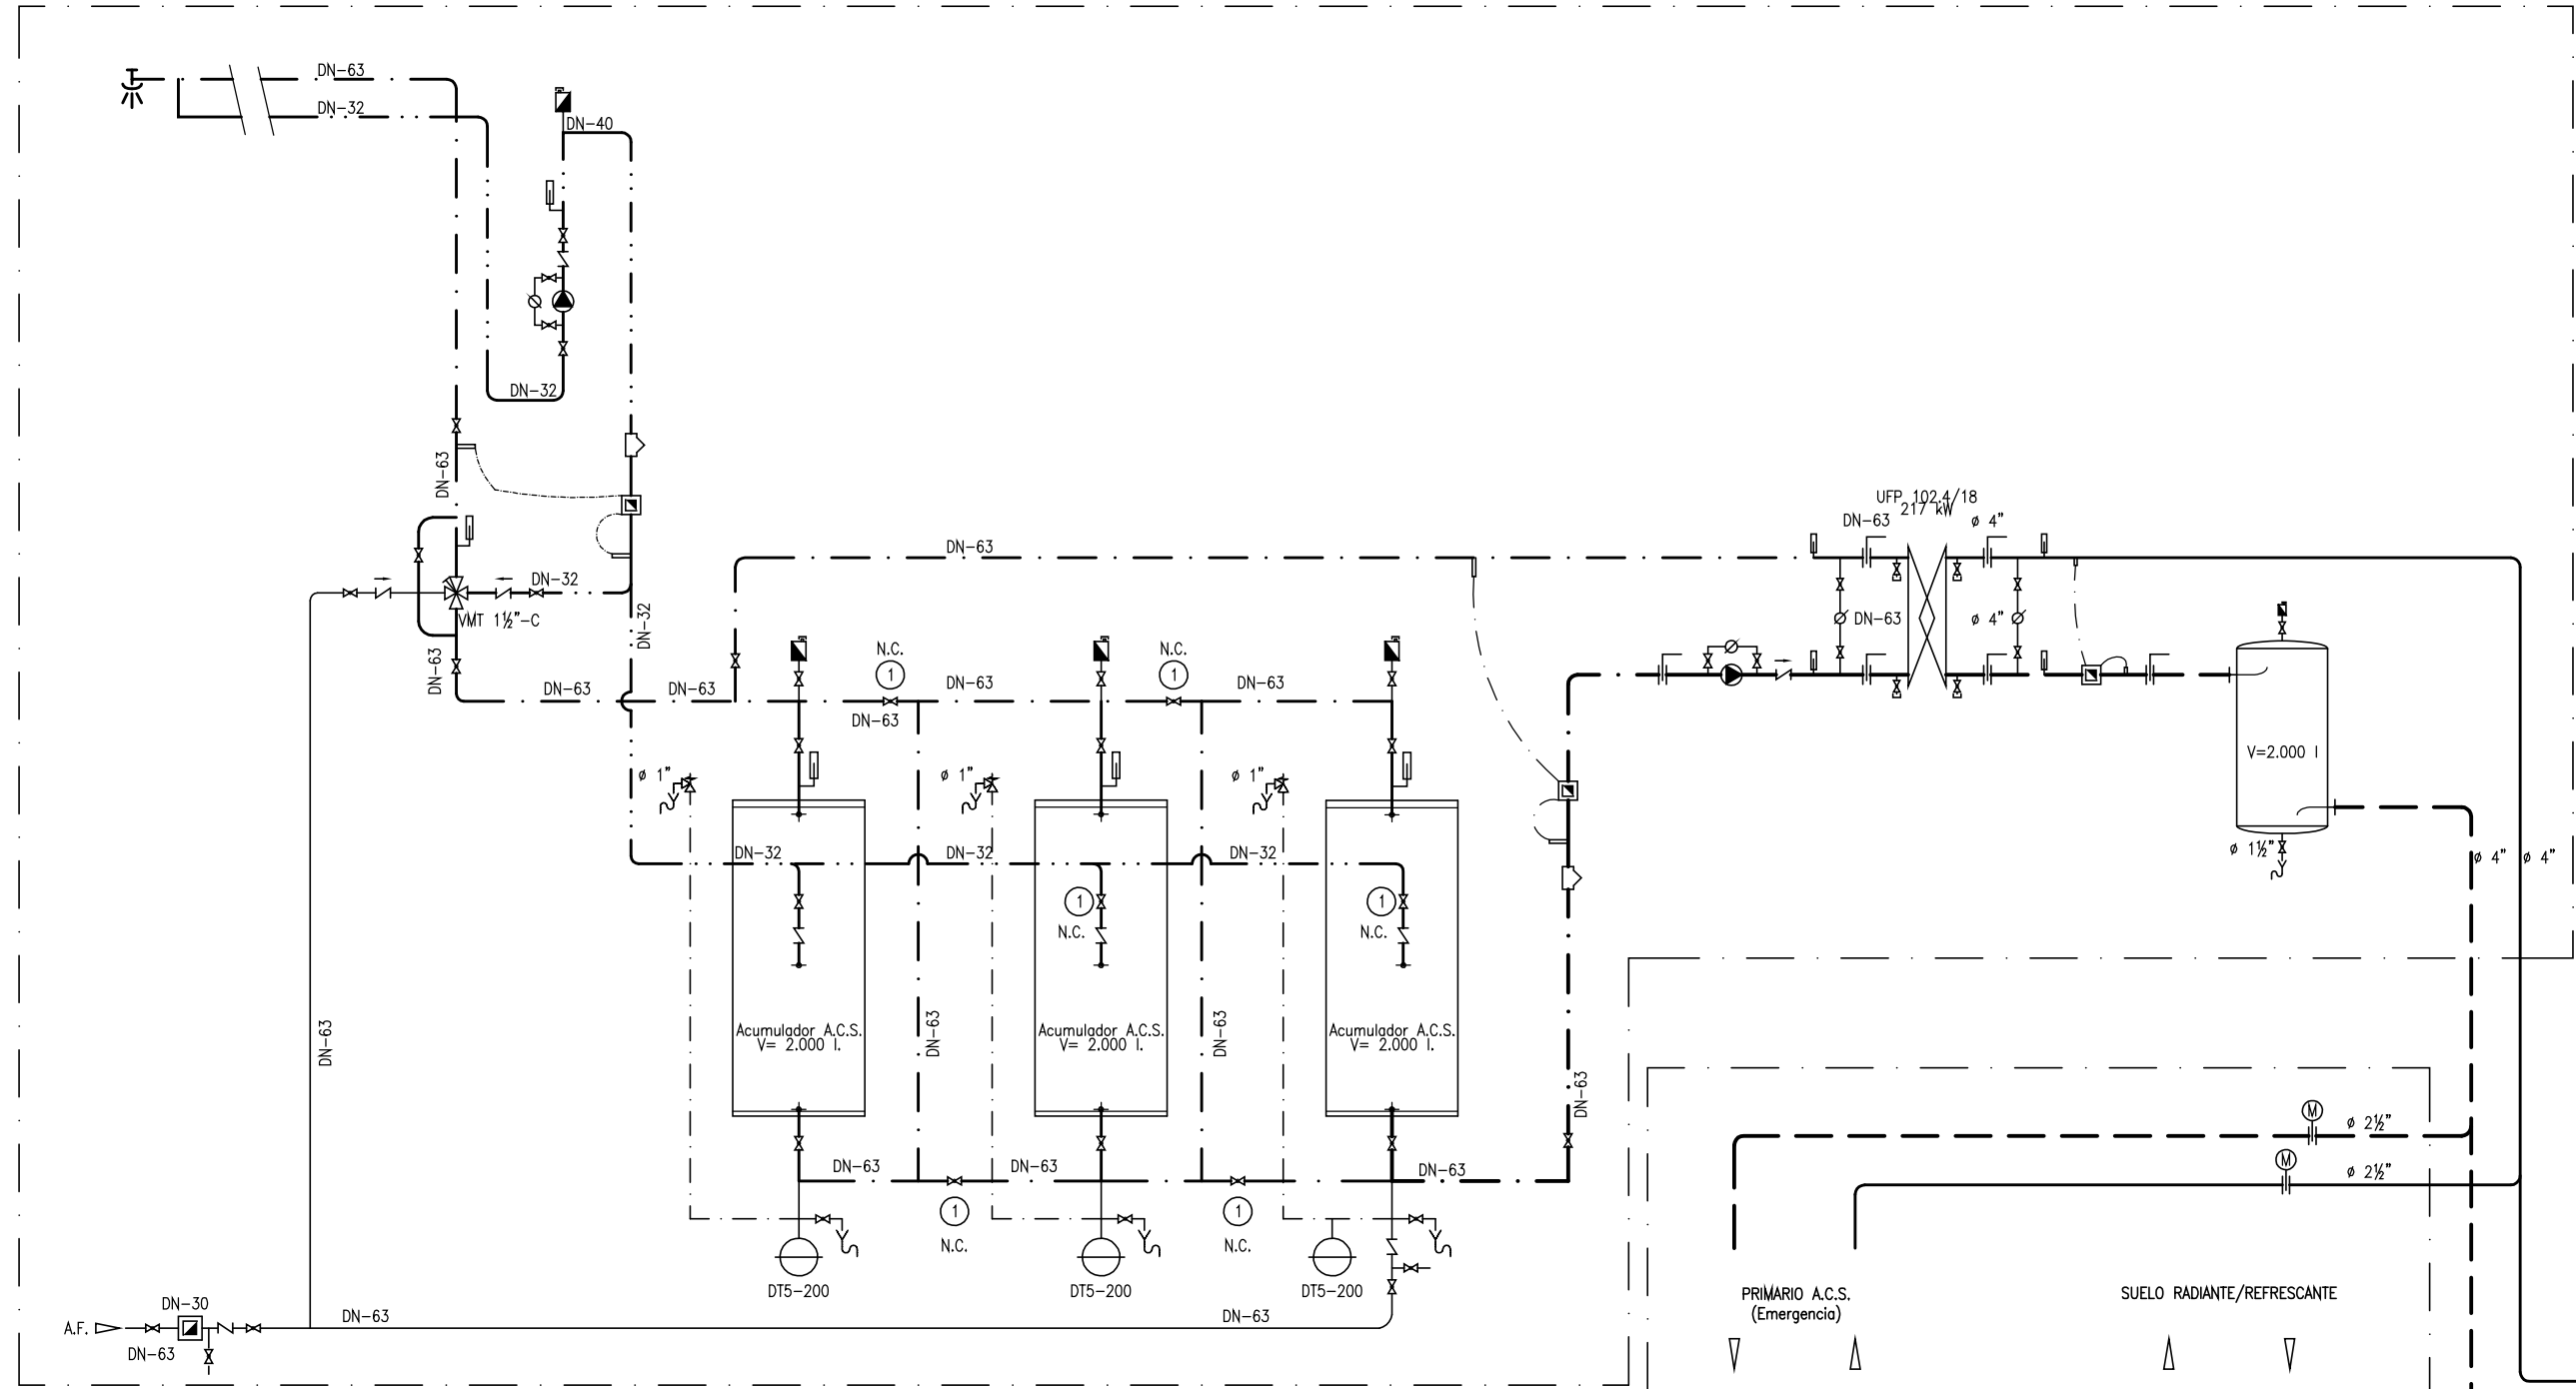 DN-63
DN-32
DN-40
DN-32
DN-63
UFP 102.4/18
217 kW
DN-63
ø 4"
DN-63
DN-32
DN-32
VMT 1½"-C
DN-63
ø 4"
DN-63
N.C.
1
N.C.
1
DN-63
DN-63
DN-63
DN-63
DN-63
DN-63
V=2.000 l
ø 1"
ø 1"
ø 1"
DN-32
DN-32
DN-32
ø 1½"
ø 4"
ø 4"
1
N.C.
1
N.C.
Acumulador A.C.S.
V= 2.000 l.
Acumulador A.C.S.
V= 2.000 l.
Acumulador A.C.S.
V= 2.000 l.
DN-63
DN-63
DN-63
DN-63
M
ø 2½"
M
ø 2½"
DN-63
DN-63
DN-63
1
N.C.
1
N.C.
DT5-200
DT5-200
DT5-200
PRIMARIO A.C.S.
(Emergencia)
SUELO RADIANTE/REFRESCANTE
DN-30
A.F.
DN-63
DN-63
DN-63